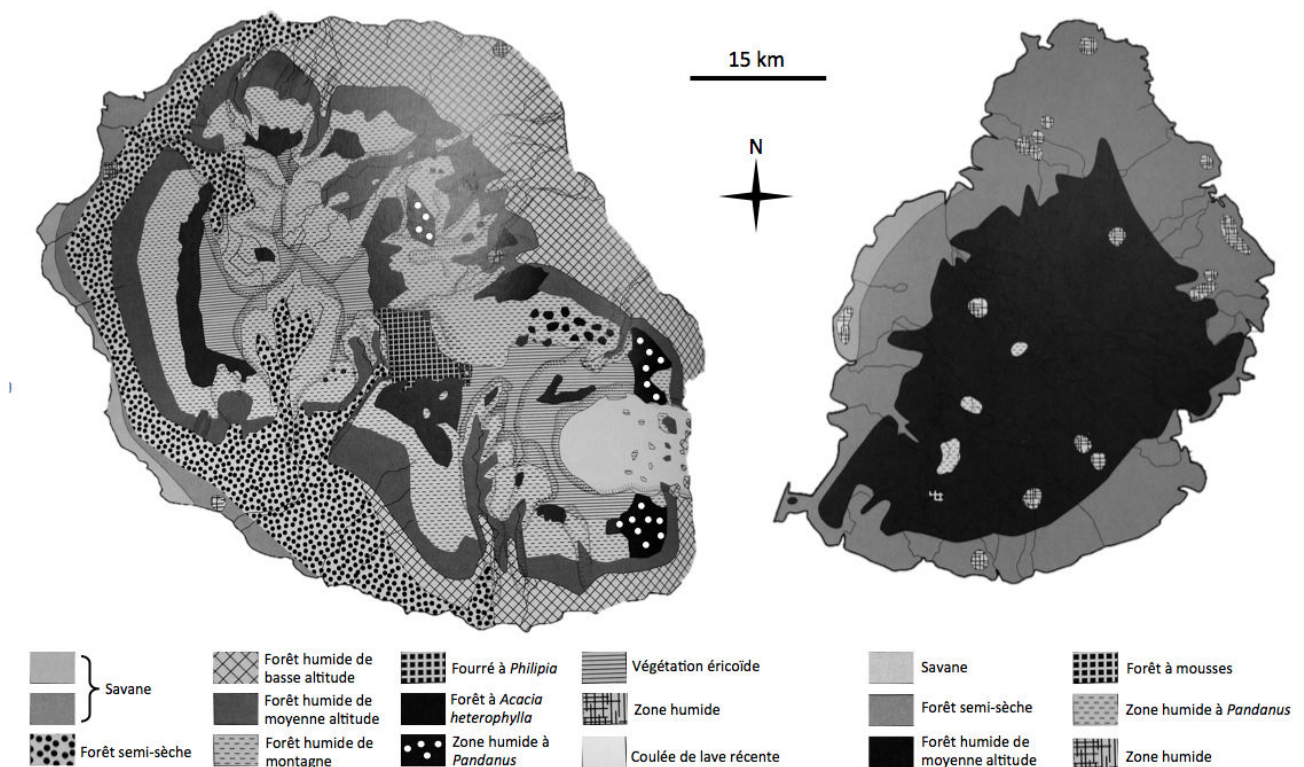 15 km
N
Savane
Forêt semi-sèche
Forêt humide de
basse altitude
Forêt humide de
moyenne altitude
Forêt humide de
montagne
Fourré à Philipia
Forêt à Acacia
heterophylla
Zone humide à
Pandanus
Végétation éricoïde
Zone humide
Coulée de lave récente
Savane
Forêt semi-sèche
Forêt humide de
moyenne altitude
Forêt à mousses
Zone humide à Pandanus
Zone humide